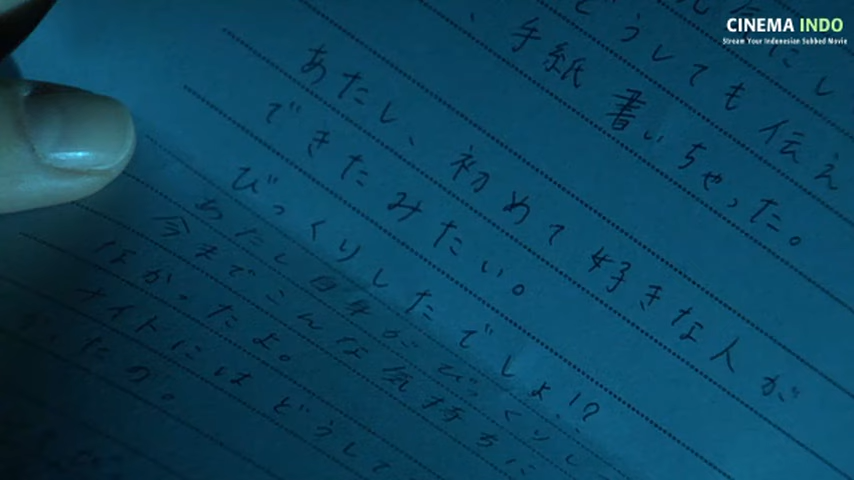 CINEMA INDO
Stream Your Indonesian Subbed Movie
どうしても伝え
、手紙書いちゃった。
あたし、初めて好きな人が
できたみたい。
びっくりしたでしょ!?
あたし自身がびっくりし
今までこんな気持ちに
なかったよ。
ナイトにはどうして